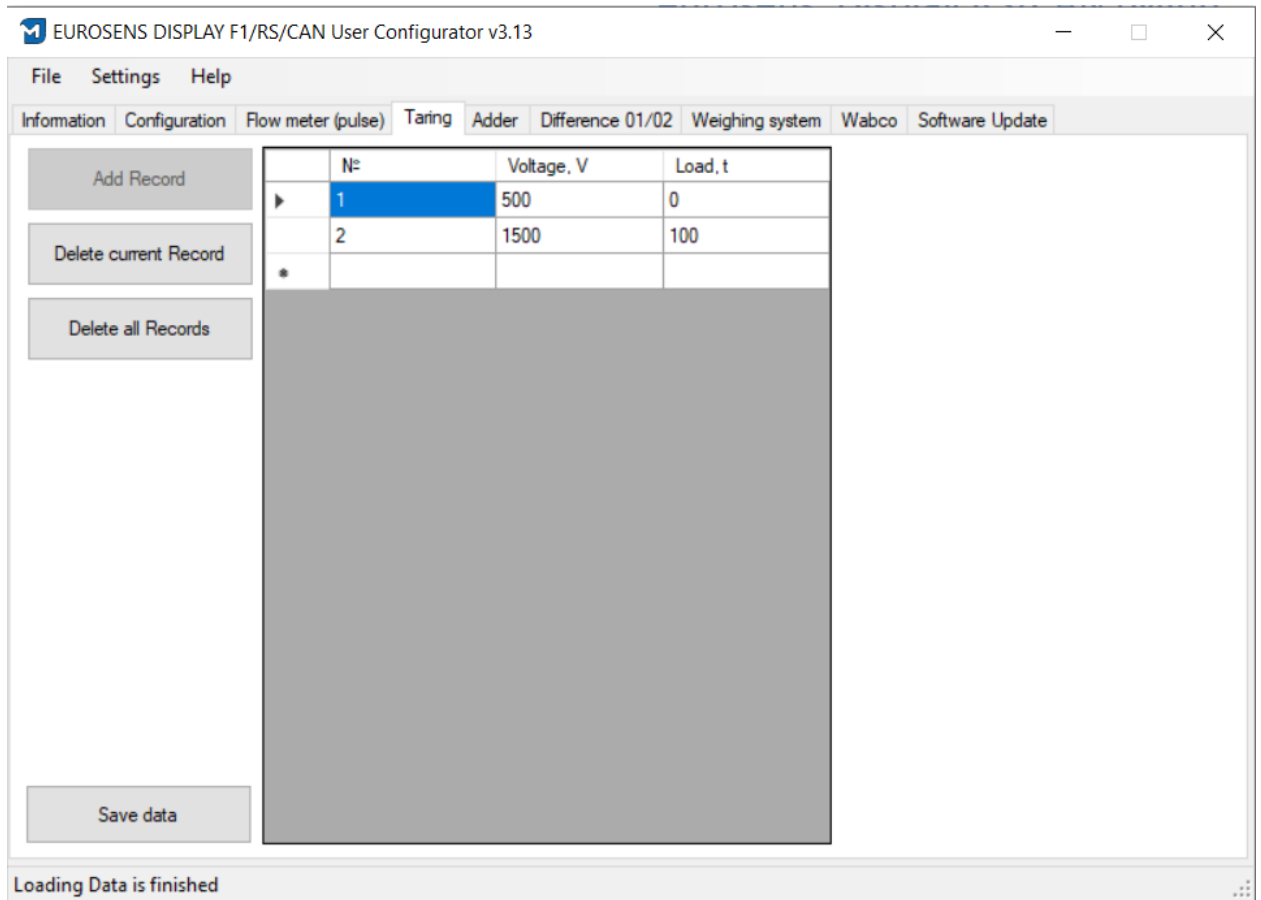 EUROSENS DISPLAY F1/RS/CAN User Configurator v3.13
File Settings Help
Information Configuration Flow meter (pulse) Taring Adder Difference 01/02 Weighing system Wabco Software Update
Add Record
Delete current Record
Delete all Records
№ Voltage, V Load, t
1 500 0
2 1500 100
Save data
Loading Data is finished